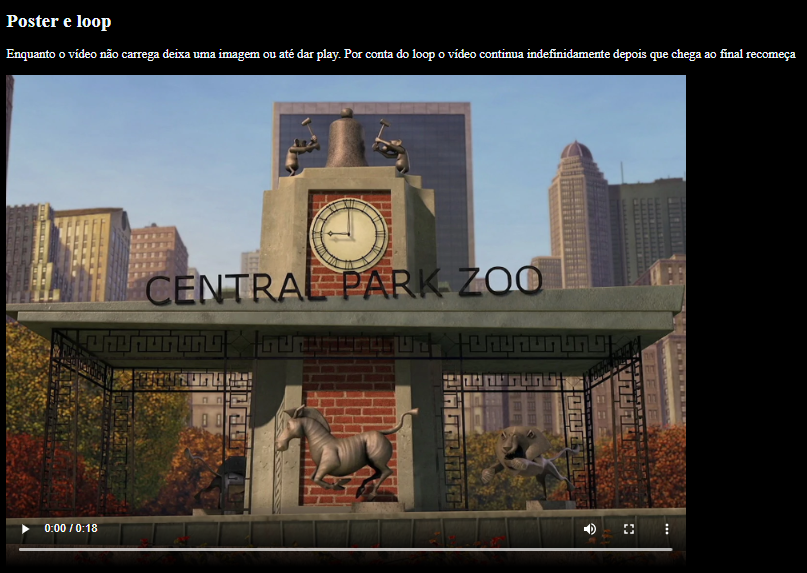 Poster e loop
Enquanto o vídeo não carrega deixa uma imagem ou até dar play. Por conta do loop o vídeo continua indefinidamente depois que chega ao final recomeça
CENTRAL PARK ZOO
0:00 / 0:18